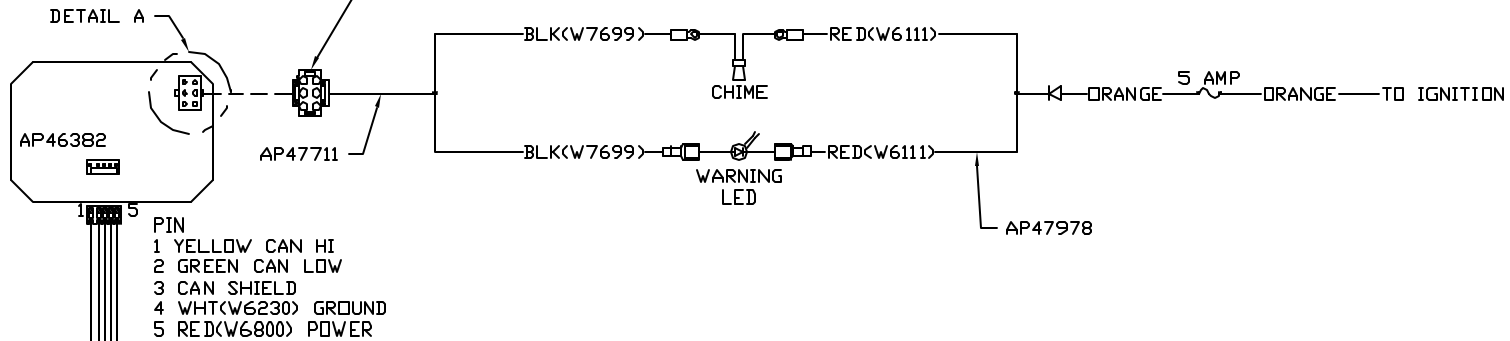 DETAIL A
BLK(W7699)
RED(W6111)
CHIME
5 AMP
ORANGE
ORANGE
TO IGNITION
AP46382
AP47711
BLK(W7699)
RED(W6111)
WARNING
LED
AP47978
1
5
PIN
1 YELLOW CAN HI
2 GREEN CAN LOW
3 CAN SHIELD
4 WHT(W6230) GROUND
5 RED(W6800) POWER